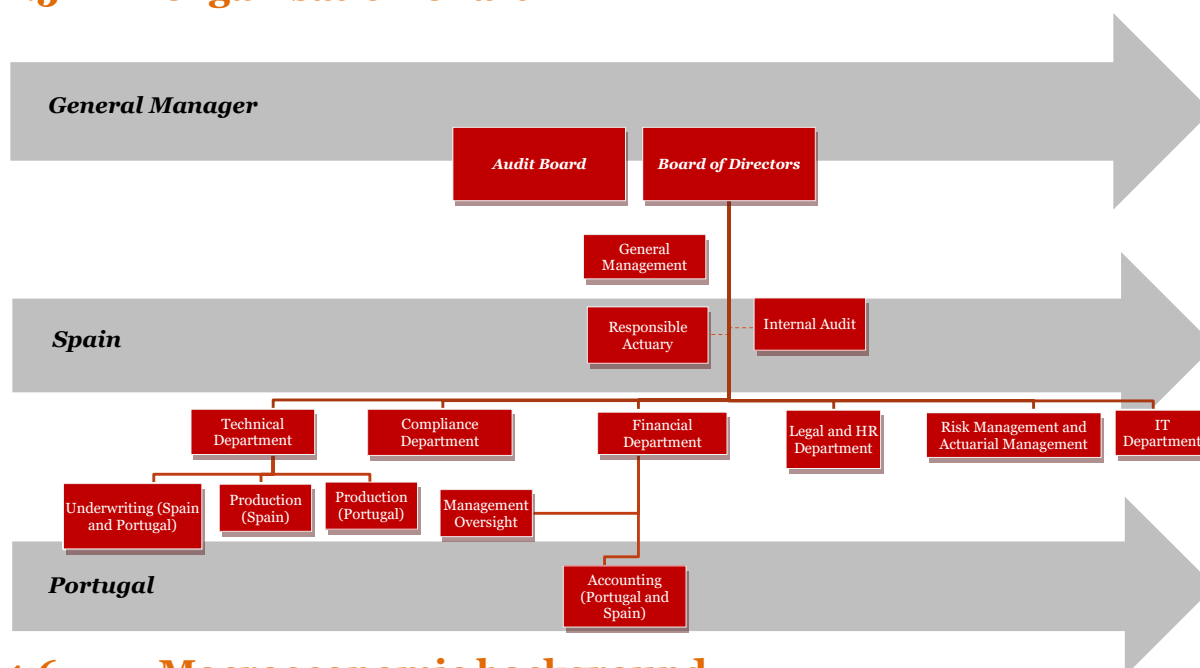 General Manager
Audit Board
Board of Directors
General
Management
Spain
Responsible
Actuary
Internal Audit
Technical
Department
Compliance
Department
Financial
Department
Legal and HR
Department
Risk Management and
Actuarial Management
IT
Department
Underwriting (Spain
and Portugal)
Production
(Spain)
Production
(Portugal)
Management
Oversight
Portugal
Accounting
(Portugal and
Spain)
Macroeconomic background